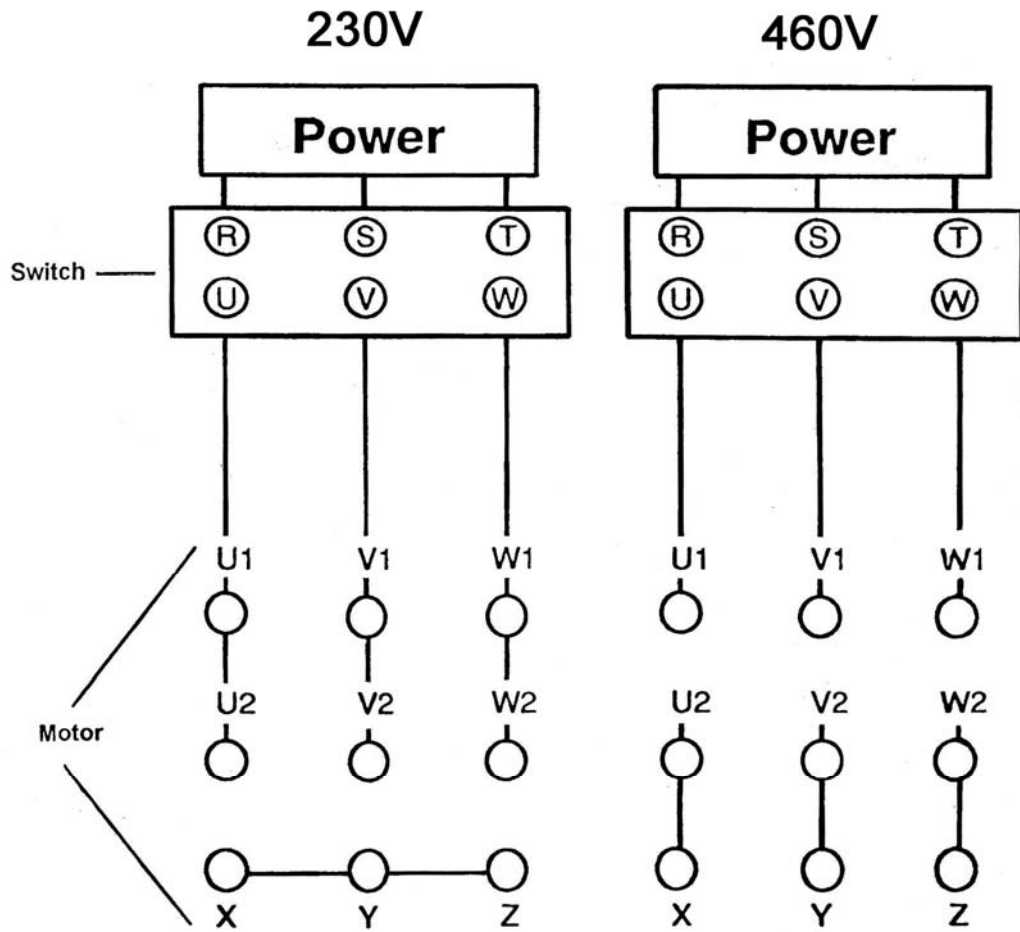 230V 460V
Power Power
R S T R S T
Switch
U V W U V W
U1 V1 W1 U1 V1 W1
U2 V2 W2 U2 V2 W2
Motor
X Y Z X Y Z